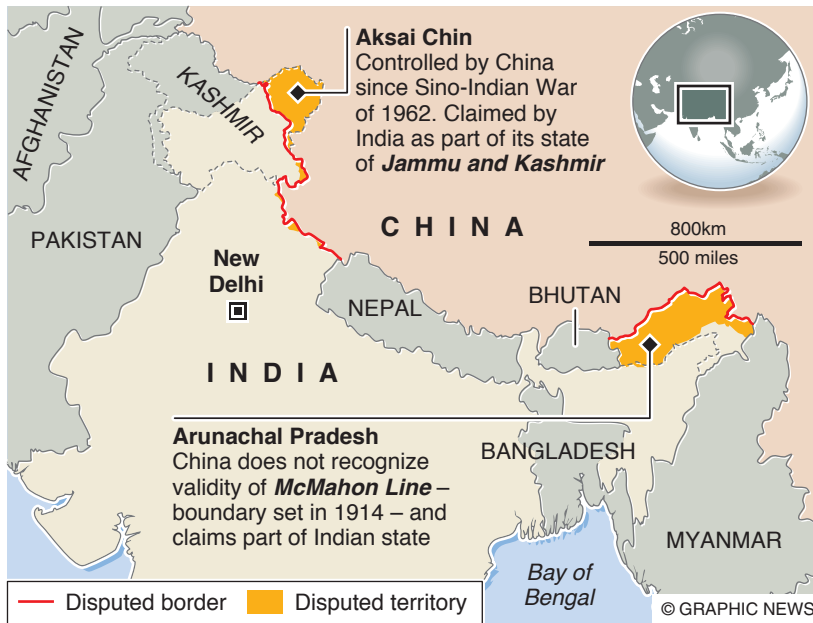 Aksai Chin
Controlled by China
since Sino-Indian War
of 1962. Claimed by
India as part of its state
of Jammu and Kashmir
AFGHANISTAN
KASHMIR
CHINA
PAKISTAN
800km
500 miles
New
Delhi
NEPAL
BHUTAN
INDIA
Arunachal Pradesh
China does not recognize
validity of McMahon Line –
boundary set in 1914 – and
claims part of Indian state
BANGLADESH
MYANMAR
Bay of
Bengal
Disputed border
Disputed territory
© GRAPHIC NEWS